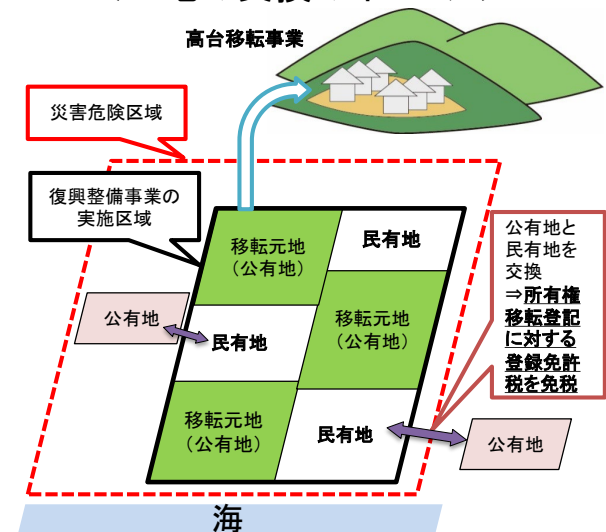 高台移転事業
災害危険区域
復興整備事業の
実施区域
移転元地
（公有地）
民有地
公有地と
民有地を
交換
⇒所有権
移転登記
に対する
登録免許
税を免税
公有地
民有地
移転元地
（公有地）
移転元地
（公有地）
民有地
公有地
海